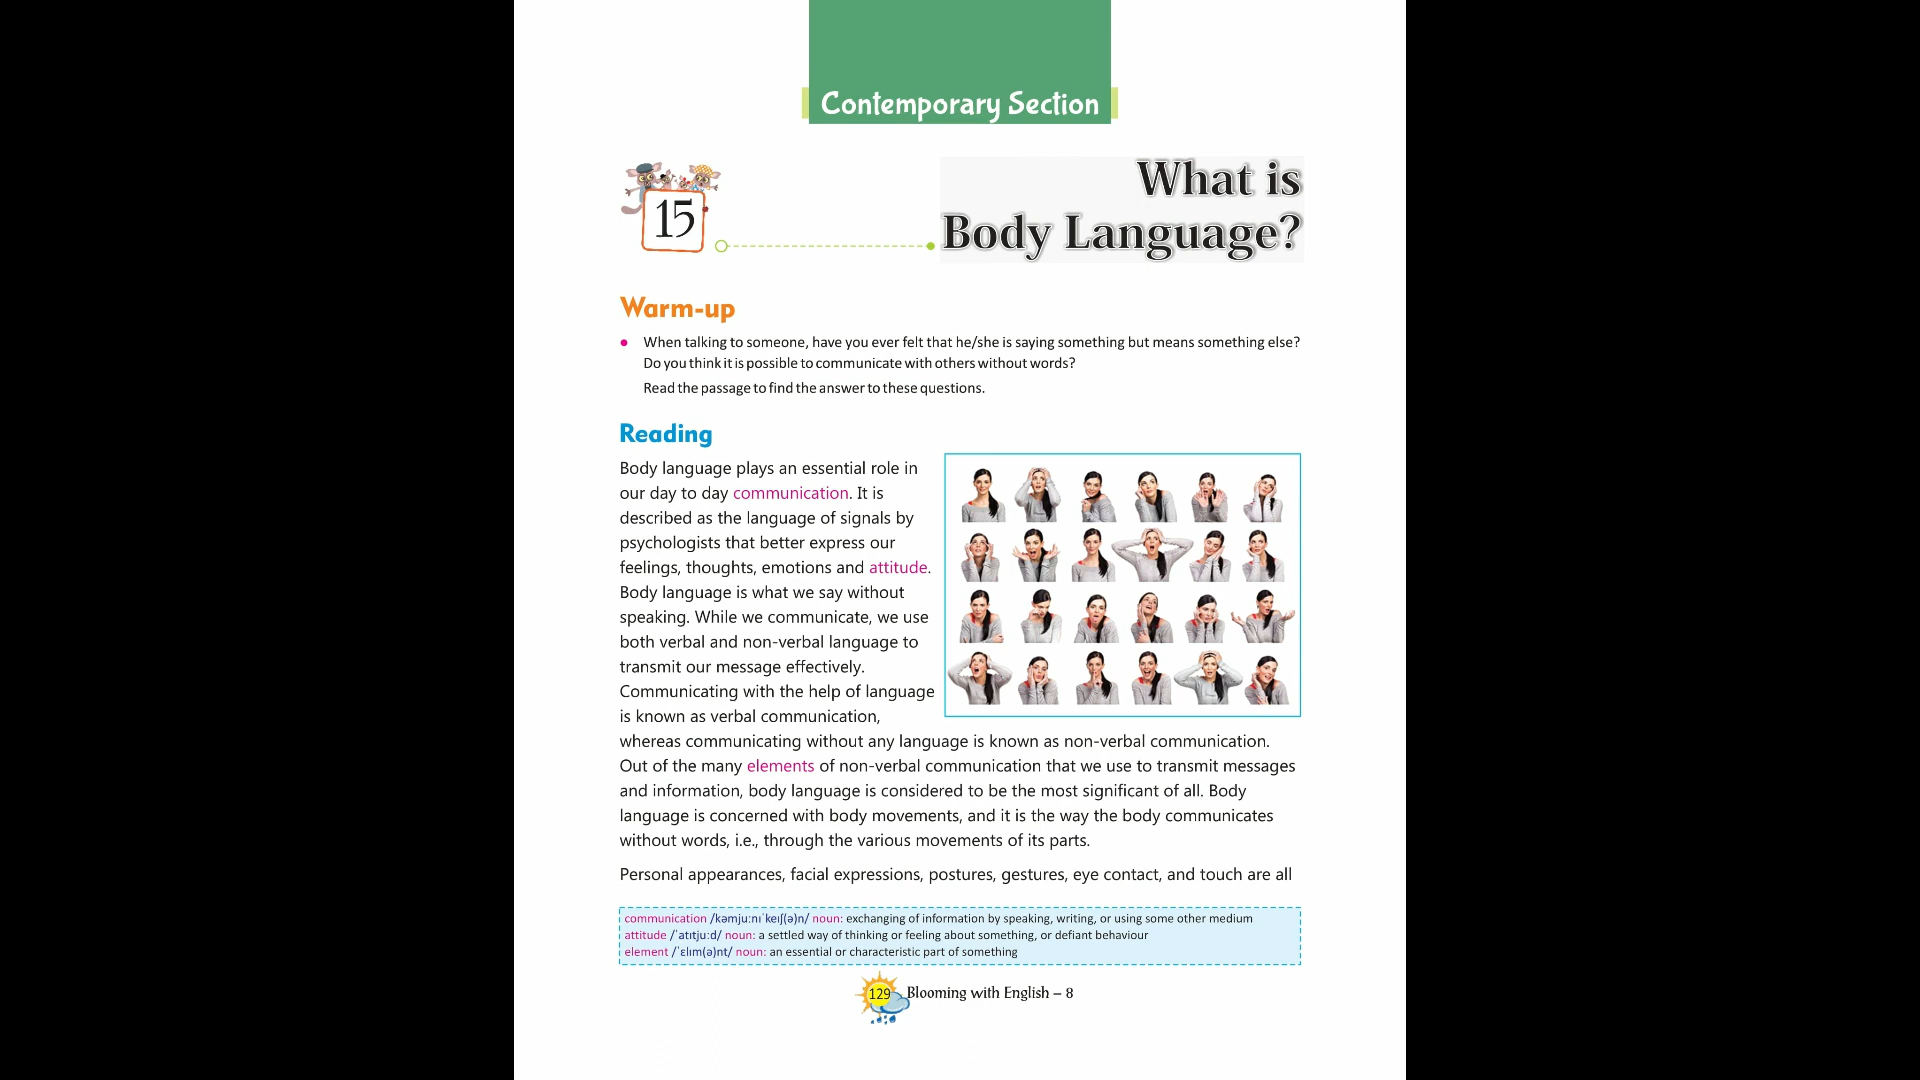 Contemporary Section
15
What is
Body Language?
Warm-up
● When talking to someone, have you ever felt that he/she is saying something but means something else?
Do you think it is possible to communicate with others without words?
Read the passage to find the answer to these questions.
Reading
Body language plays an essential role in
our day to day communication. It is
described as the language of signals by
psychologists that better express our
feelings, thoughts, emotions and attitude.
Body language is what we say without
speaking. While we communicate, we use
both verbal and non-verbal language to
transmit our message effectively.
Communicating with the help of language
is known as verbal communication,
whereas communicating without any language is known as non-verbal communication.
Out of the many elements of non-verbal communication that we use to transmit messages
and information, body language is considered to be the most significant of all. Body
language is concerned with body movements, and it is the way the body communicates
without words, i.e., through the various movements of its parts.
Personal appearances, facial expressions, postures, gestures, eye contact, and touch are all
communication /kəmjuːnɪˈkeɪʃ(ə)n/ noun: exchanging of information by speaking, writing, or using some other medium
attitude /ˈatɪtjuːd/ noun: a settled way of thinking or feeling about something, or defiant behaviour
element /ˈɛlɪm(ə)nt/ noun: an essential or characteristic part of something
129 Blooming with English – 8